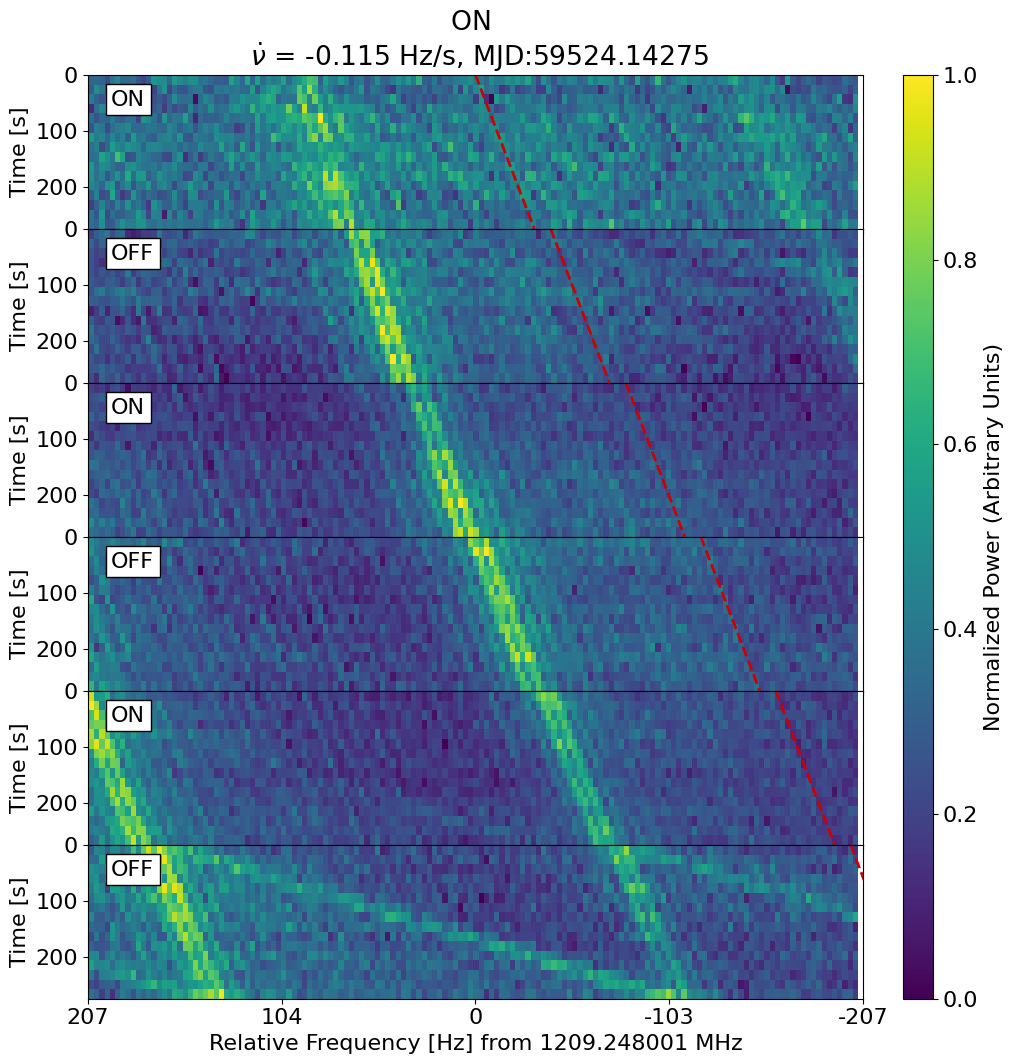 ON
ν̇ = -0.115 Hz/s, MJD:59524.14275
0
ON
Time [s]
100
200
0
OFF
Time [s]
100
200
0
ON
Time [s]
100
200
0
OFF
Time [s]
100
200
0
ON
Time [s]
100
200
0
OFF
Time [s]
100
200
207
104
0
-103
-207
Relative Frequency [Hz] from 1209.248001 MHz
1.0
0.8
0.6
0.4
0.2
0.0
Normalized Power (Arbitrary Units)